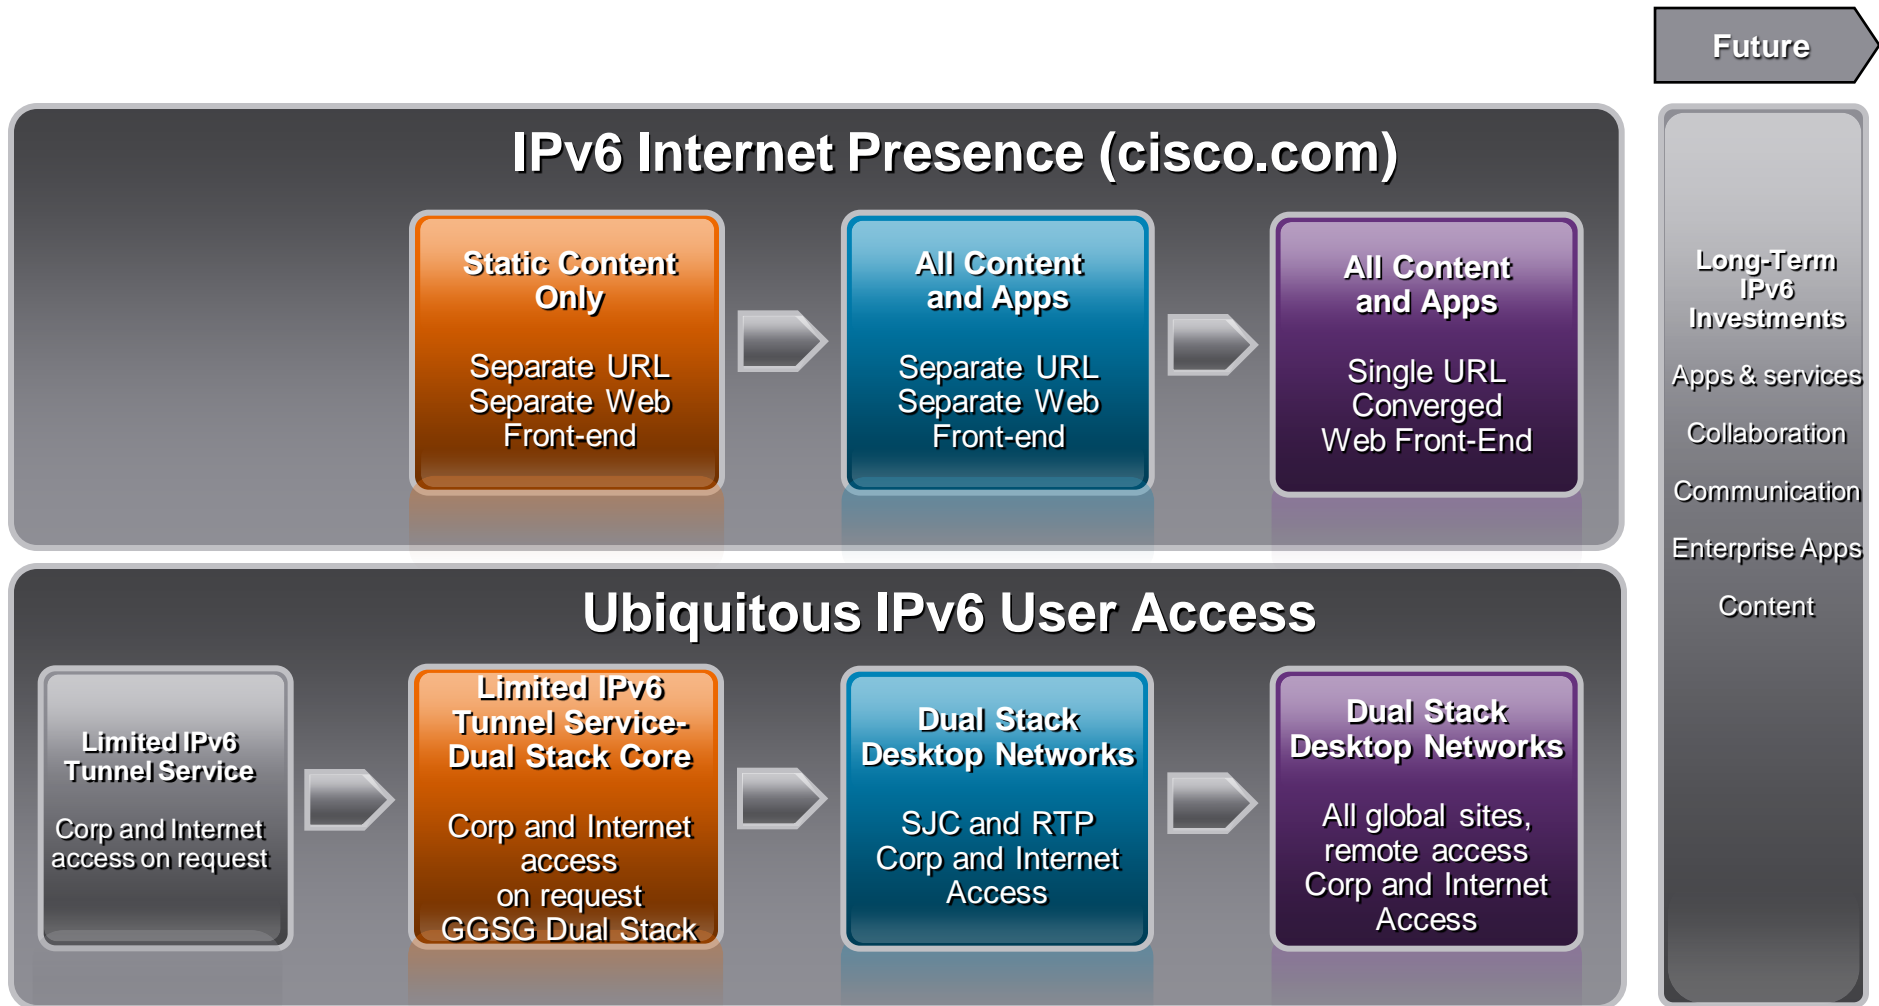 Future
IPv6 Internet Presence (cisco.com)
Static Content
Only
Separate URL
Separate Web
Front-end
All Content
and Apps
Separate URL
Separate Web
Front-end
All Content
and Apps
Single URL
Converged
Web Front-End
Long-Term
IPv6
Investments
Apps & services
Collaboration
Communication
Enterprise Apps
Content
Ubiquitous IPv6 User Access
Limited IPv6
Tunnel Service
Corp and Internet
access on request
Limited IPv6
Tunnel Service-
Dual Stack Core
Corp and Internet
access
on request
GGSG Dual Stack
Dual Stack
Desktop Networks
SJC and RTP
Corp and Internet
Access
Dual Stack
Desktop Networks
All global sites,
remote access
Corp and Internet
Access